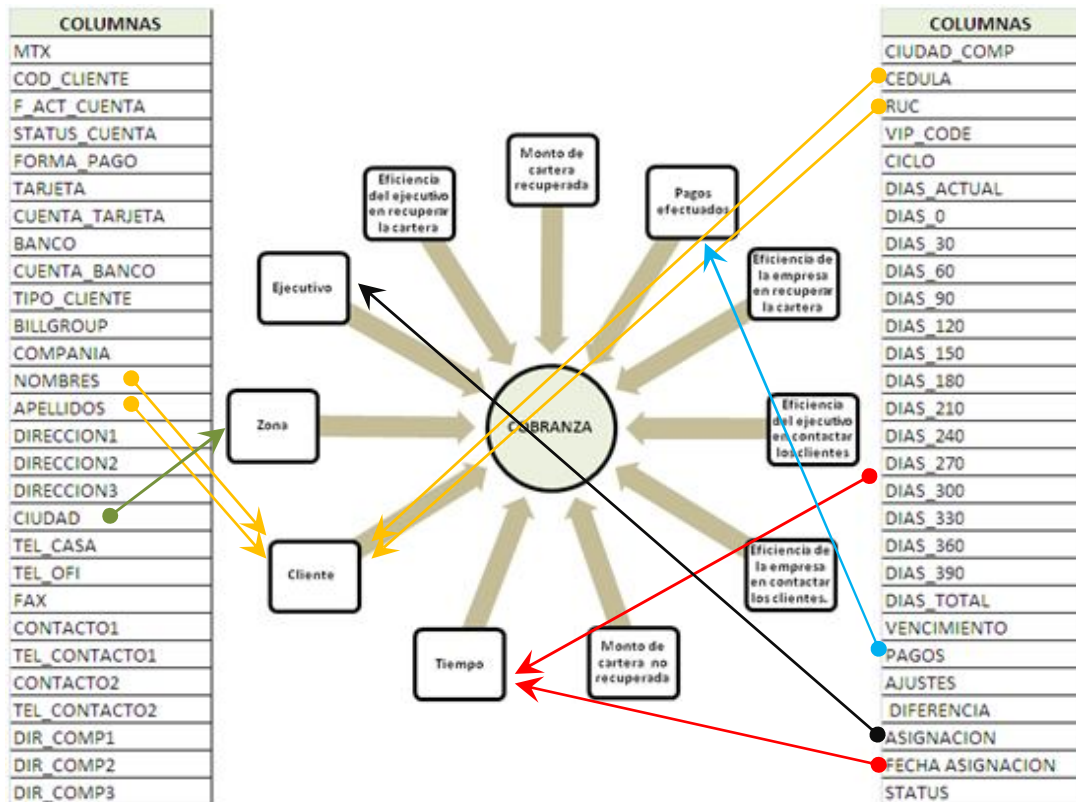 COLUMNAS
MTX
COD_CLIENTE
F_ACT_CUENTA
STATUS_CUENTA
FORMA_PAGO
TARJETA
CUENTA_TARJETA
BANCO
CUENTA_BANCO
TIPO_CLIENTE
BILLGROUP
COMPANIA
NOMBRES
APELLIDOS
DIRECCION1
DIRECCION2
DIRECCION3
CIUDAD
TEL_CASA
TEL_OFI
FAX
CONTACTO1
TEL_CONTACTO1
CONTACTO2
TEL_CONTACTO2
DIR_COMP1
DIR_COMP2
DIR_COMP3
Monto de
cartera
recuperada
Eficiencia
del ejecutivo
en recuperar
la cartera
Pagos
efectuados
Ejecutivo
Eficiencia de
la empresa
en recuperar
la cartera
Zona
COBRANZA
Eficiencia
del ejecutivo
en contactar
los clientes
Cliente
Eficiencia de
la empresa
en contactar
los clientes.
Tiempo
Monto de
cartera no
recuperada
COLUMNAS
CIUDAD_COMP
CEDULA
RUC
VIP_CODE
CICLO
DIAS_ACTUAL
DIAS_0
DIAS_30
DIAS_60
DIAS_90
DIAS_120
DIAS_150
DIAS_180
DIAS_210
DIAS_240
DIAS_270
DIAS_300
DIAS_330
DIAS_360
DIAS_390
DIAS_TOTAL
VENCIMIENTO
PAGOS
AJUSTES
DIFERENCIA
ASIGNACION
FECHA ASIGNACION
STATUS